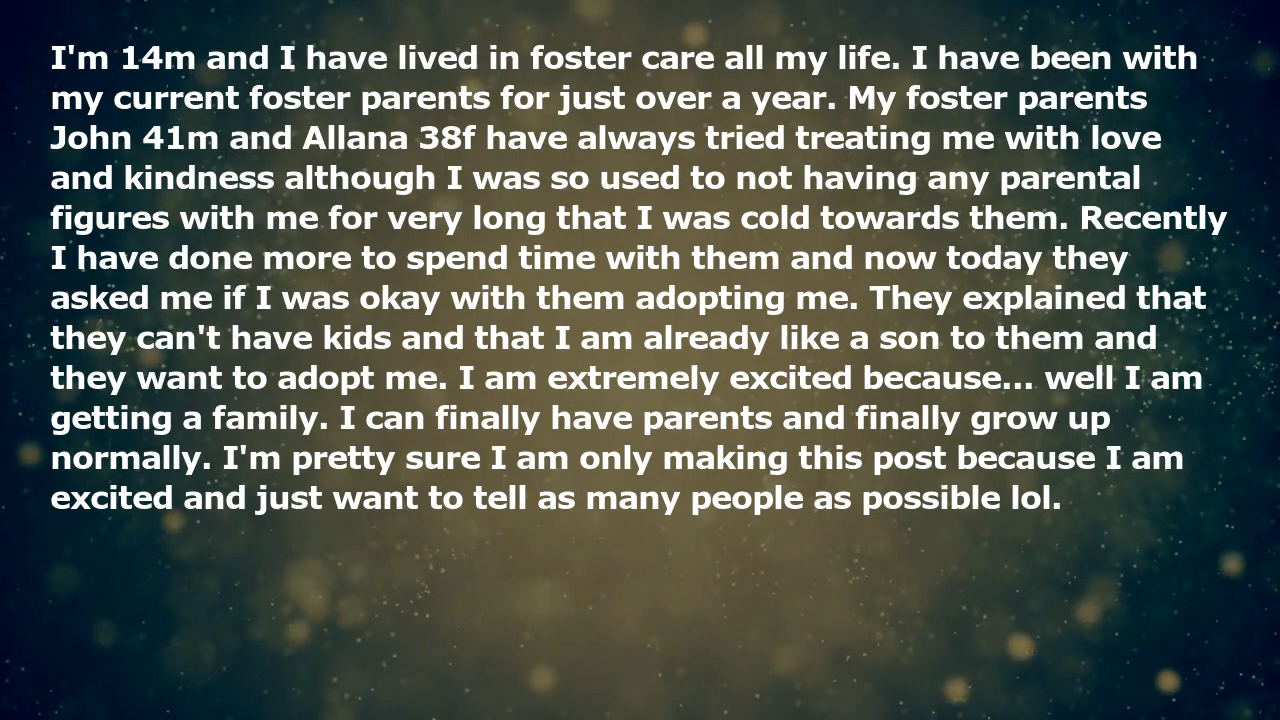 I'm 14m and I have lived in foster care all my life. I have been with
my current foster parents for just over a year. My foster parents
John 41m and Allana 38f have always tried treating me with love
and kindness although I was so used to not having any parental
figures with me for very long that I was cold towards them. Recently
I have done more to spend time with them and now today they
asked me if I was okay with them adopting me. They explained that
they can't have kids and that I am already like a son to them and
they want to adopt me. I am extremely excited because... well I am
getting a family. I can finally have parents and finally grow up
normally. I'm pretty sure I am only making this post because I am
excited and just want to tell as many people as possible lol.